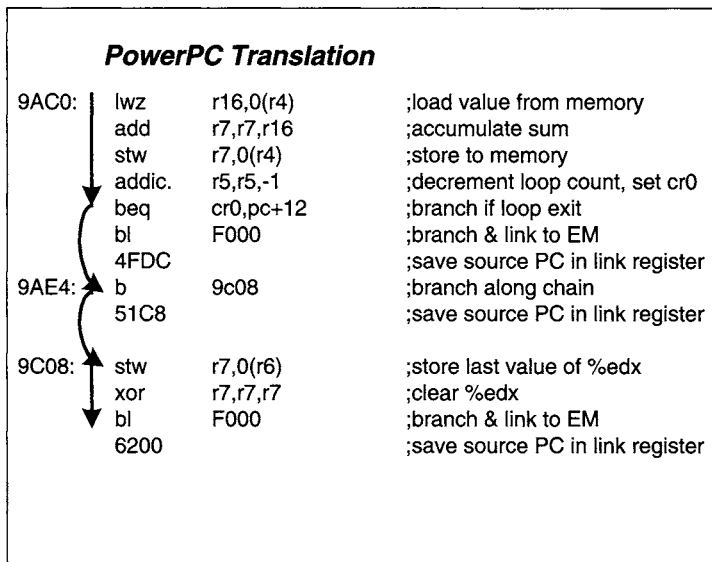 PowerPC Translation
9AC0: lwz r16,0(r4) ;load value from memory
add r7,r7,r16 ;accumulate sum
stw r7,0(r4) ;store to memory
addic. r5,r5,-1 ;decrement loop count, set cr0
beq cr0,pc+12 ;branch if loop exit
bl F000 ;branch & link to EM
4FDC ;save source PC in link register
9AE4: b 9c08 ;branch along chain
51C8 ;save source PC in link register
9C08: stw r7,0(r6) ;store last value of %edx
xor r7,r7,r7 ;clear %edx
bl F000 ;branch & link to EM
6200 ;save source PC in link register